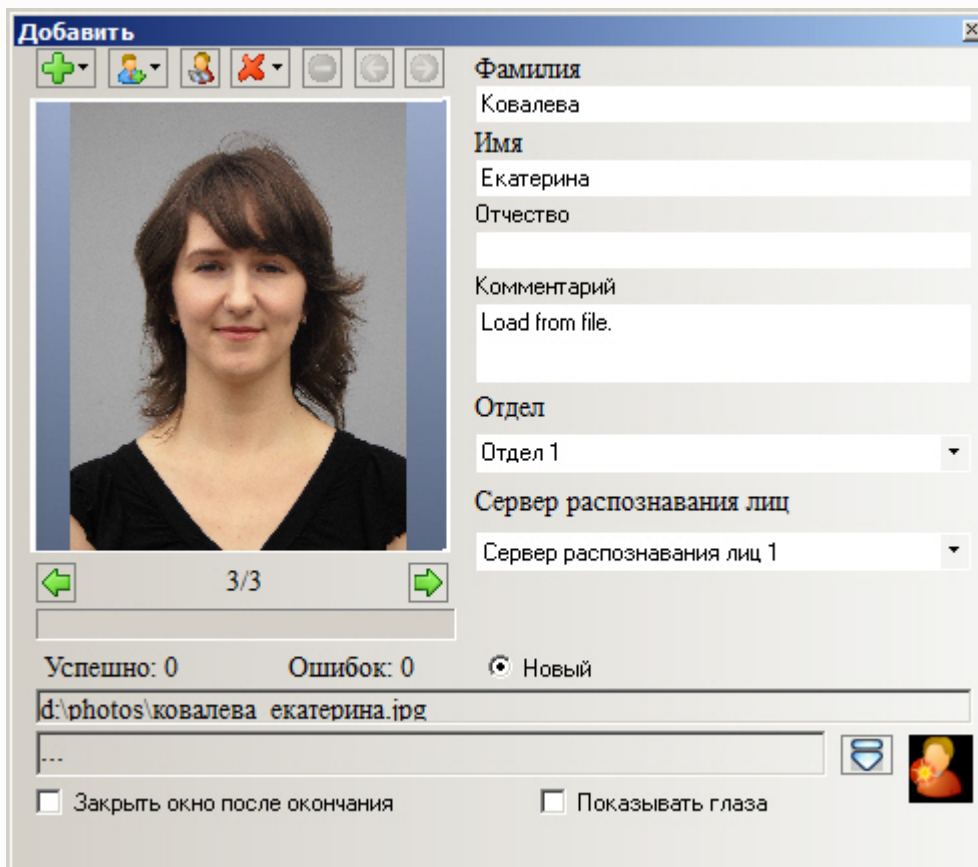 Добавить
Фамилия
Ковалева
Имя
Екатерина
Отчество
Комментарий
Load from file.
Отдел
Отдел 1
Сервер распознавания лиц
Сервер распознавания лиц 1
3/3
Успешно: 0 Ошибок: 0 Новый
d:\photos\ковалева_екатерина.jpg
...
Закрыть окно после окончания Показывать глаза